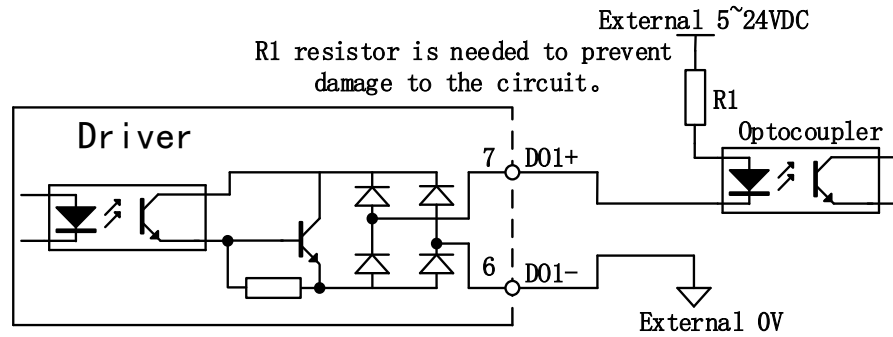 External 5~24VDC
R1 resistor is needed to prevent
damage to the circuit。
R1
Driver
Optocoupler
7 DO1+
6 DO1-
External 0V